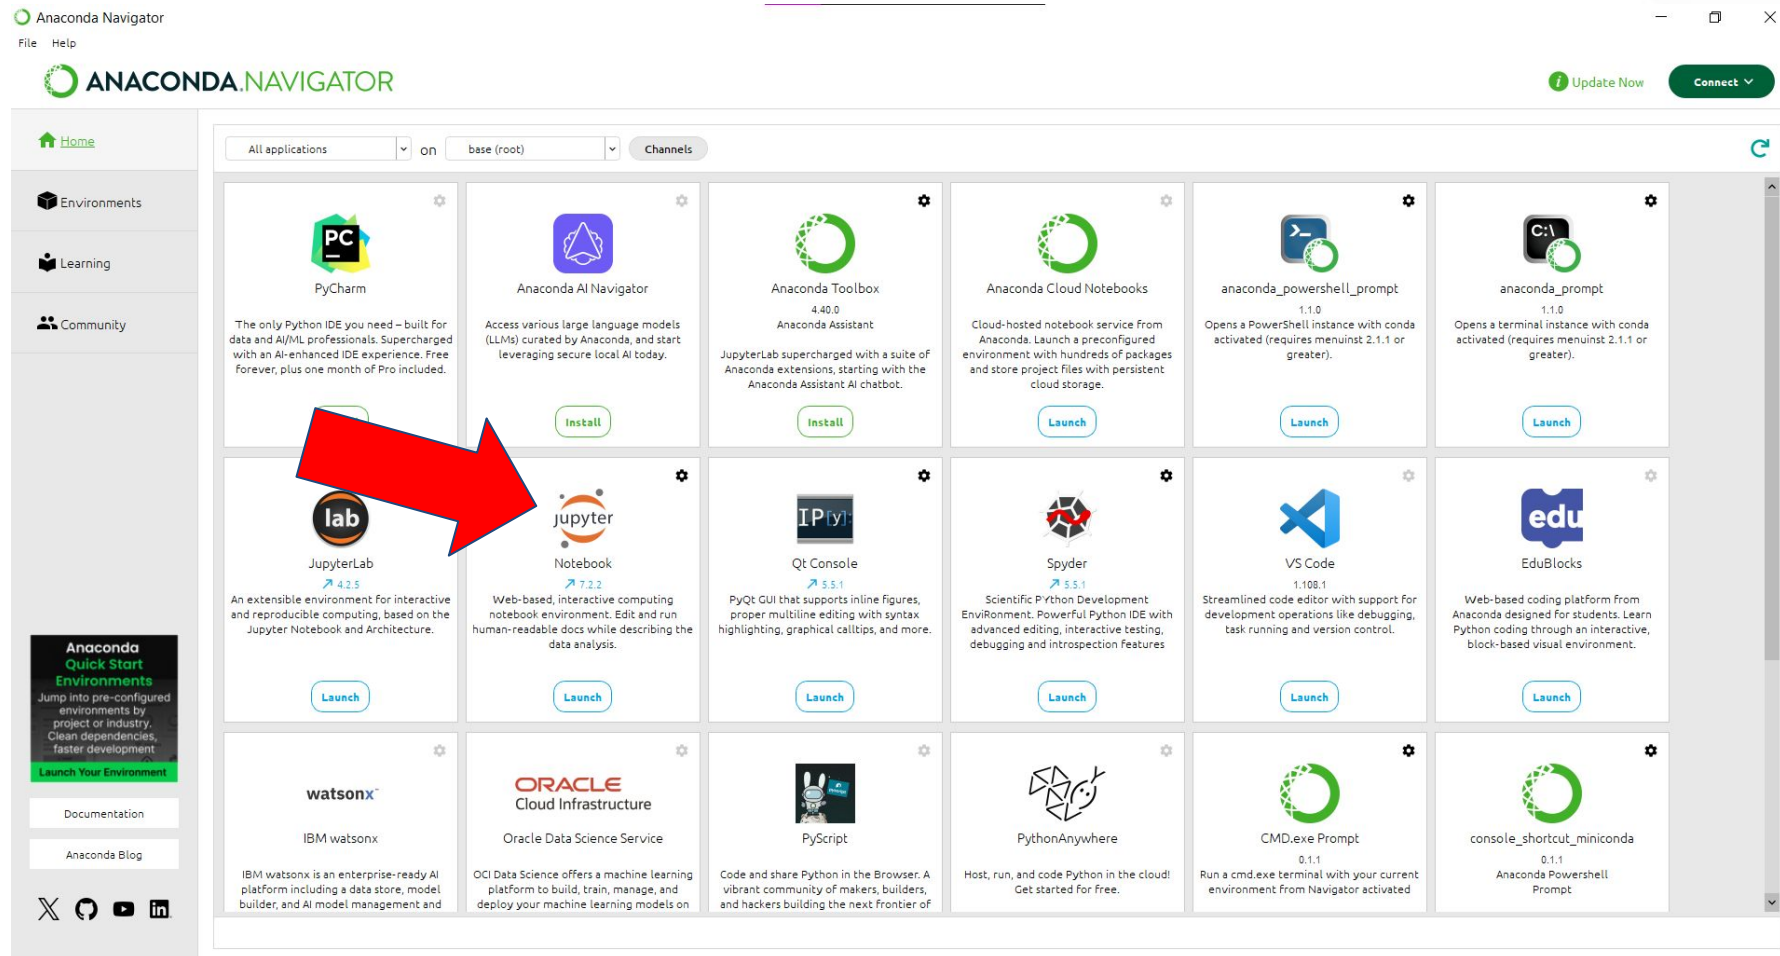 Anaconda Navigator
File Help
ANACONDA.NAVIGATOR
Update Now
Connect
Home
Environments
Learning
Community
All applications
on
base (root)
Channels
PC
PyCharm
The only Python IDE you need – built for
data and AI/ML professionals. Supercharged
with an AI-enhanced IDE experience. Free
forever, plus one month of Pro included.
Anaconda AI Navigator
Access various large language models
(LLMs) curated by Anaconda, and start
leveraging secure local AI today.
Install
Anaconda Toolbox
4.40.0
Anaconda Assistant
JupyterLab supercharged with a suite of
Anaconda extensions, starting with the
Anaconda Assistant AI chatbot.
Install
Anaconda Cloud Notebooks
Cloud-hosted notebook service from
Anaconda. Launch a preconfigured
environment with hundreds of packages
and store project files with persistent
cloud storage.
Launch
anaconda_powershell_prompt
1.1.0
Opens a PowerShell instance with conda
activated (requires menuinst 2.1.1 or
greater).
Launch
C:\
anaconda_prompt
1.1.0
Opens a terminal instance with conda
activated (requires menuinst 2.1.1 or
greater).
Launch
lab
JupyterLab
4.2.5
An extensible environment for interactive
and reproducible computing, based on the
Jupyter Notebook and Architecture.
Launch
jupyter
Notebook
7.2.2
Web-based, interactive computing
notebook environment. Edit and run
human-readable docs while describing the
data analysis.
Launch
IP[y]:
Qt Console
5.5.1
PyQt GUI that supports inline figures,
proper multiline editing with syntax
highlighting, graphical calltips, and more.
Launch
Spyder
5.5.1
Scientific PYthon Development
EnviRonment. Powerful Python IDE with
advanced editing, interactive testing,
debugging and introspection features
Launch
VS Code
1.108.1
Streamlined code editor with support for
development operations like debugging,
task running and version control.
Launch
edu
EduBlocks
Web-based coding platform from
Anaconda designed for students. Learn
Python coding through an interactive,
block-based visual environment.
Launch
watsonx
IBM watsonx
IBM watsonx is an enterprise-ready AI
platform including a data store, model
builder, and AI model management and
ORACLE
Cloud Infrastructure
Oracle Data Science Service
OCI Data Science offers a machine learning
platform to build, train, manage, and
deploy your machine learning models on
PyScript
Code and share Python in the Browser. A
vibrant community of makers, builders,
and hackers building the next frontier of
PythonAnywhere
Host, run, and code Python in the cloud!
Get started for free.
CMD.exe Prompt
0.1.1
Run a cmd.exe terminal with your current
environment from Navigator activated
console_shortcut_miniconda
0.1.1
Anaconda Powershell
Prompt
Anaconda
Quick Start
Environments
Jump into pre-configured
environments by
project or industry.
Clean dependencies,
faster development
Launch Your Environment
Documentation
Anaconda Blog